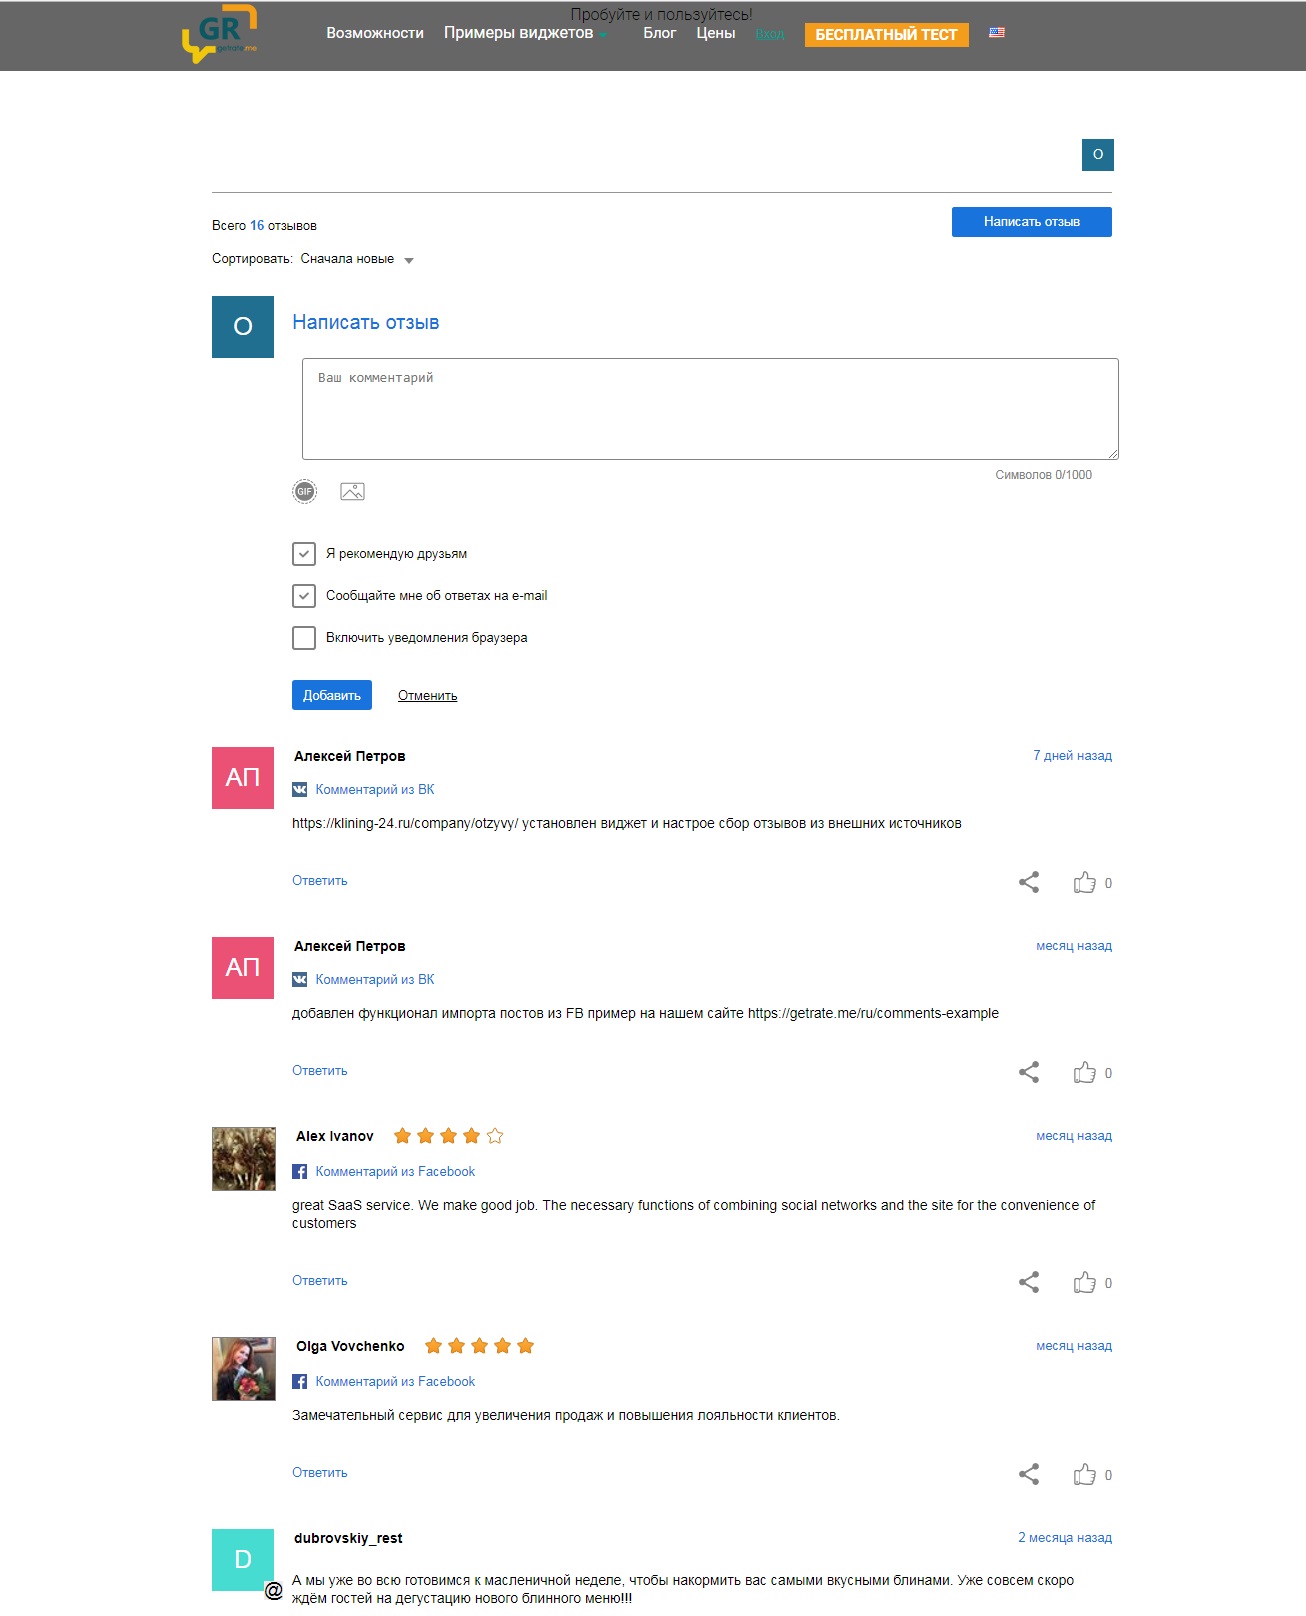 Пробуйте и пользуйтесь!
GR
getrate.me
Возможности Примеры виджетов Блог Цены Вход БЕСПЛАТНЫЙ ТЕСТ
O
Всего 16 отзывов
Написать отзыв
Сортировать: Сначала новые
O
Написать отзыв
Ваш комментарий
Символов 0/1000
GIF
Я рекомендую друзьям
Сообщайте мне об ответах на e-mail
Включить уведомления браузера
Добавить Отменить
АП
Алексей Петров 7 дней назад
Комментарий из ВК
https://klining-24.ru/company/otzyvy/ установлен виджет и настрое сбор отзывов из внешних источников
Ответить 0
АП
Алексей Петров месяц назад
Комментарий из ВК
добавлен функционал импорта постов из FB пример на нашем сайте https://getrate.me/ru/comments-example
Ответить 0
Alex Ivanov месяц назад
Комментарий из Facebook
great SaaS service. We make good job. The necessary functions of combining social networks and the site for the convenience of
customers
Ответить 0
Olga Vovchenko месяц назад
Комментарий из Facebook
Замечательный сервис для увеличения продаж и повышения лояльности клиентов.
Ответить 0
D
@
dubrovskiy_rest 2 месяца назад
А мы уже во всю готовимся к масленичной неделе, чтобы накормить вас самыми вкусными блинами. Уже совсем скоро
ждём гостей на дегустацию нового блинного меню!!!